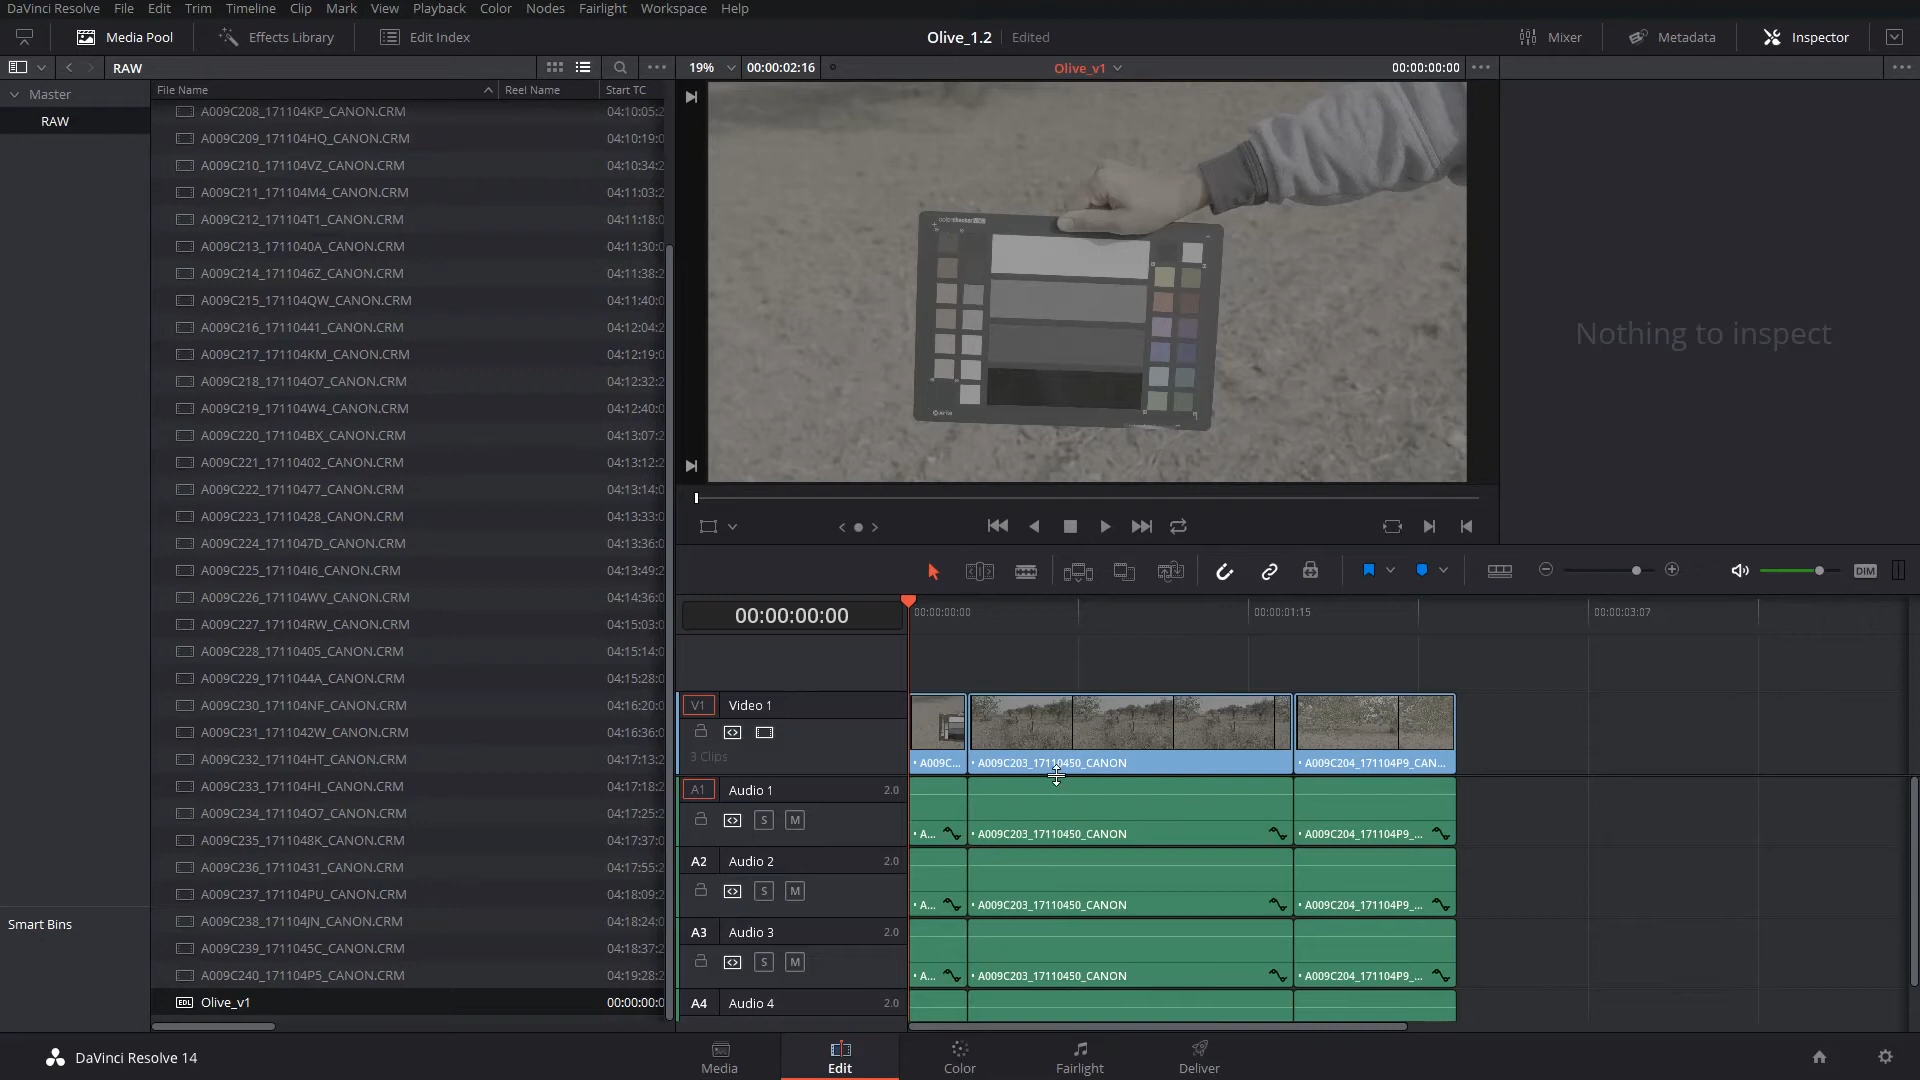 DaVinci Resolve File Edit Trim Timeline Clip Mark View Playback Color Nodes Fairlight Workspace Help
Media Pool Effects Library Edit Index Olive_1.2 Edited Mixer Metadata Inspector
RAW 19% 00:00:02:16 Olive_v1 00:00:00:00
Master
RAW
File Name Reel Name Start TC
A009C208_171104KP_CANON.CRM 04:10:05:2
A009C209_171104HQ_CANON.CRM 04:10:19:0
A009C210_171104VZ_CANON.CRM 04:10:34:2
A009C211_171104M4_CANON.CRM 04:11:03:2
A009C212_171104T1_CANON.CRM 04:11:18:0
A009C213_1711040A_CANON.CRM 04:11:30:0
A009C214_1711046Z_CANON.CRM 04:11:38:2
A009C215_171104QW_CANON.CRM 04:11:40:0
A009C216_17110441_CANON.CRM 04:12:04:2
A009C217_171104KM_CANON.CRM 04:12:19:0
A009C218_171104O7_CANON.CRM 04:12:32:2
A009C219_171104W4_CANON.CRM 04:12:40:0
A009C220_171104BX_CANON.CRM 04:13:07:2
A009C221_17110402_CANON.CRM 04:13:12:2
A009C222_17110477_CANON.CRM 04:13:14:0
A009C223_17110428_CANON.CRM 04:13:33:0
A009C224_1711047D_CANON.CRM 04:13:36:0
A009C225_171104I6_CANON.CRM 04:13:49:2
A009C226_171104WV_CANON.CRM 04:14:36:0
A009C227_171104RW_CANON.CRM 04:15:03:0
A009C228_17110405_CANON.CRM 04:15:14:0
A009C229_1711044A_CANON.CRM 04:15:28:0
A009C230_171104NF_CANON.CRM 04:16:20:0
A009C231_1711042W_CANON.CRM 04:16:36:0
A009C232_171104HT_CANON.CRM 04:17:13:2
A009C233_171104HI_CANON.CRM 04:17:18:2
A009C234_171104O7_CANON.CRM 04:17:25:2
A009C235_1711048K_CANON.CRM 04:17:37:0
A009C236_17110431_CANON.CRM 04:17:55:2
A009C237_171104PU_CANON.CRM 04:18:09:2
A009C238_171104JN_CANON.CRM 04:18:24:0
A009C239_1711045C_CANON.CRM 04:18:37:2
A009C240_171104P5_CANON.CRM 04:19:28:2
EDL Olive_v1 00:00:00:0
Smart Bins
Nothing to inspect
DIM
00:00:00:00 00:00:00:00 00:00:01:15 00:00:03:07
V1 Video 1
3 Clips
• A009C... • A009C203_17110450_CANON • A009C204_171104P9_CAN...
A1 Audio 1 2.0
S M • A... • A009C203_17110450_CANON • A009C204_171104P9_...
A2 Audio 2 2.0
S M • A... • A009C203_17110450_CANON • A009C204_171104P9_...
A3 Audio 3 2.0
S M • A... • A009C203_17110450_CANON • A009C204_171104P9_...
A4 Audio 4 2.0
DaVinci Resolve 14 Media Edit Color Fairlight Deliver